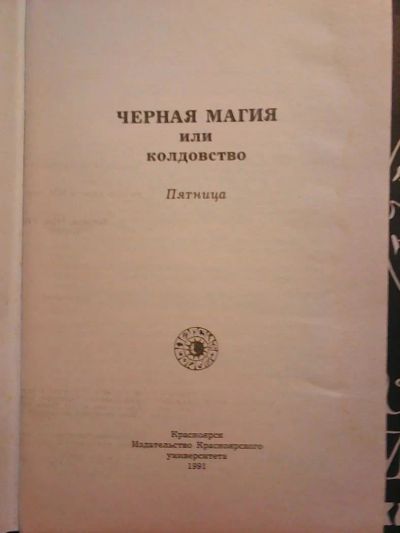 ЧЕРНАЯ МАГИЯ
или
КОЛДОВСТВО
Пятница
Красноярск
Издательство Красноярского
университета
1991